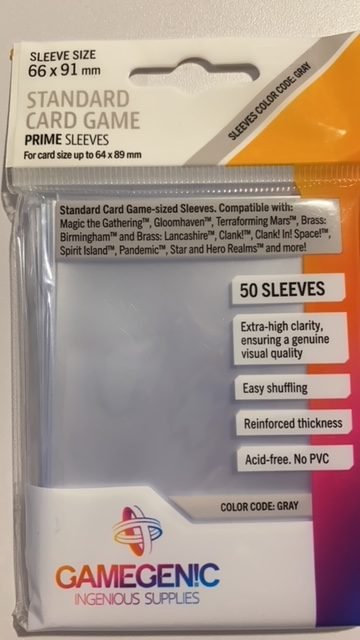 SLEEVE SIZE
66 x 91 mm
STANDARD
CARD GAME
PRIME SLEEVES
For card size up to 64 x 89 mm
SLEEVES COLOR CODE: GRAY
Standard Card Game-sized Sleeves. Compatible with:
Magic the Gathering™, Gloomhaven™, Terraforming Mars™, Brass:
Birmingham™ and Brass: Lancashire™, Clank!™, Clank! In! Space!™,
Spirit Island™, Pandemic™, Star and Hero Realms™ and more!
50 SLEEVES
Extra-high clarity,
ensuring a genuine
visual quality
Easy shuffling
Reinforced thickness
Acid-free. No PVC
COLOR CODE: GRAY
GAMEGEN!C
INGENIOUS SUPPLIES